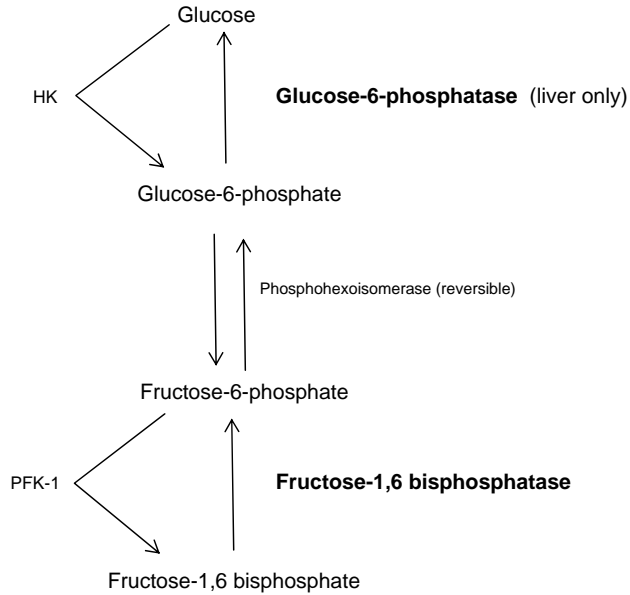 Glucose
HK
Glucose-6-phosphatase (liver only)
Glucose-6-phosphate
Phosphohexoisomerase (reversible)
Fructose-6-phosphate
PFK-1
Fructose-1,6 bisphosphatase
Fructose-1,6 bisphosphate